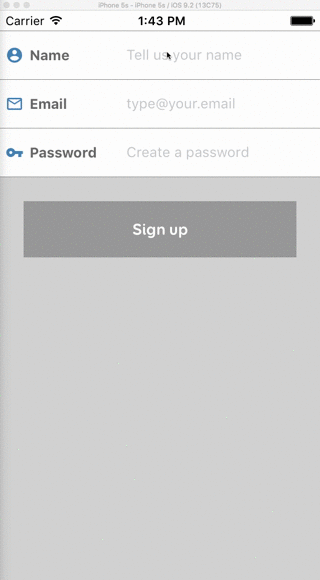 iPhone 5s - iPhone 5s / iOS 9.2 (13C75)
Carrier 1:43 PM
Name Tell us your name
Email type@your.email
Password Create a password
Sign up